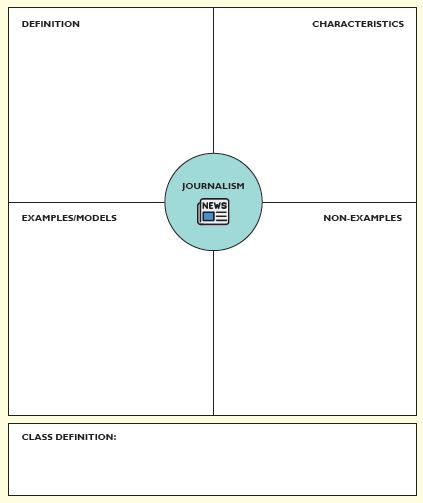 DEFINITION
CHARACTERISTICS
JOURNALISM
NEWS
EXAMPLES/MODELS
NON-EXAMPLES
CLASS DEFINITION: